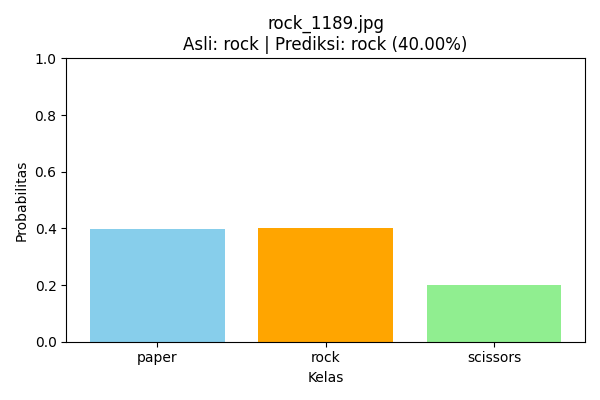 rock_1189.jpg
Asli: rock | Prediksi: rock (40.00%)
1.0
0.8
0.6
0.4
0.2
0.0
Probabilitas
paper
rock
scissors
Kelas